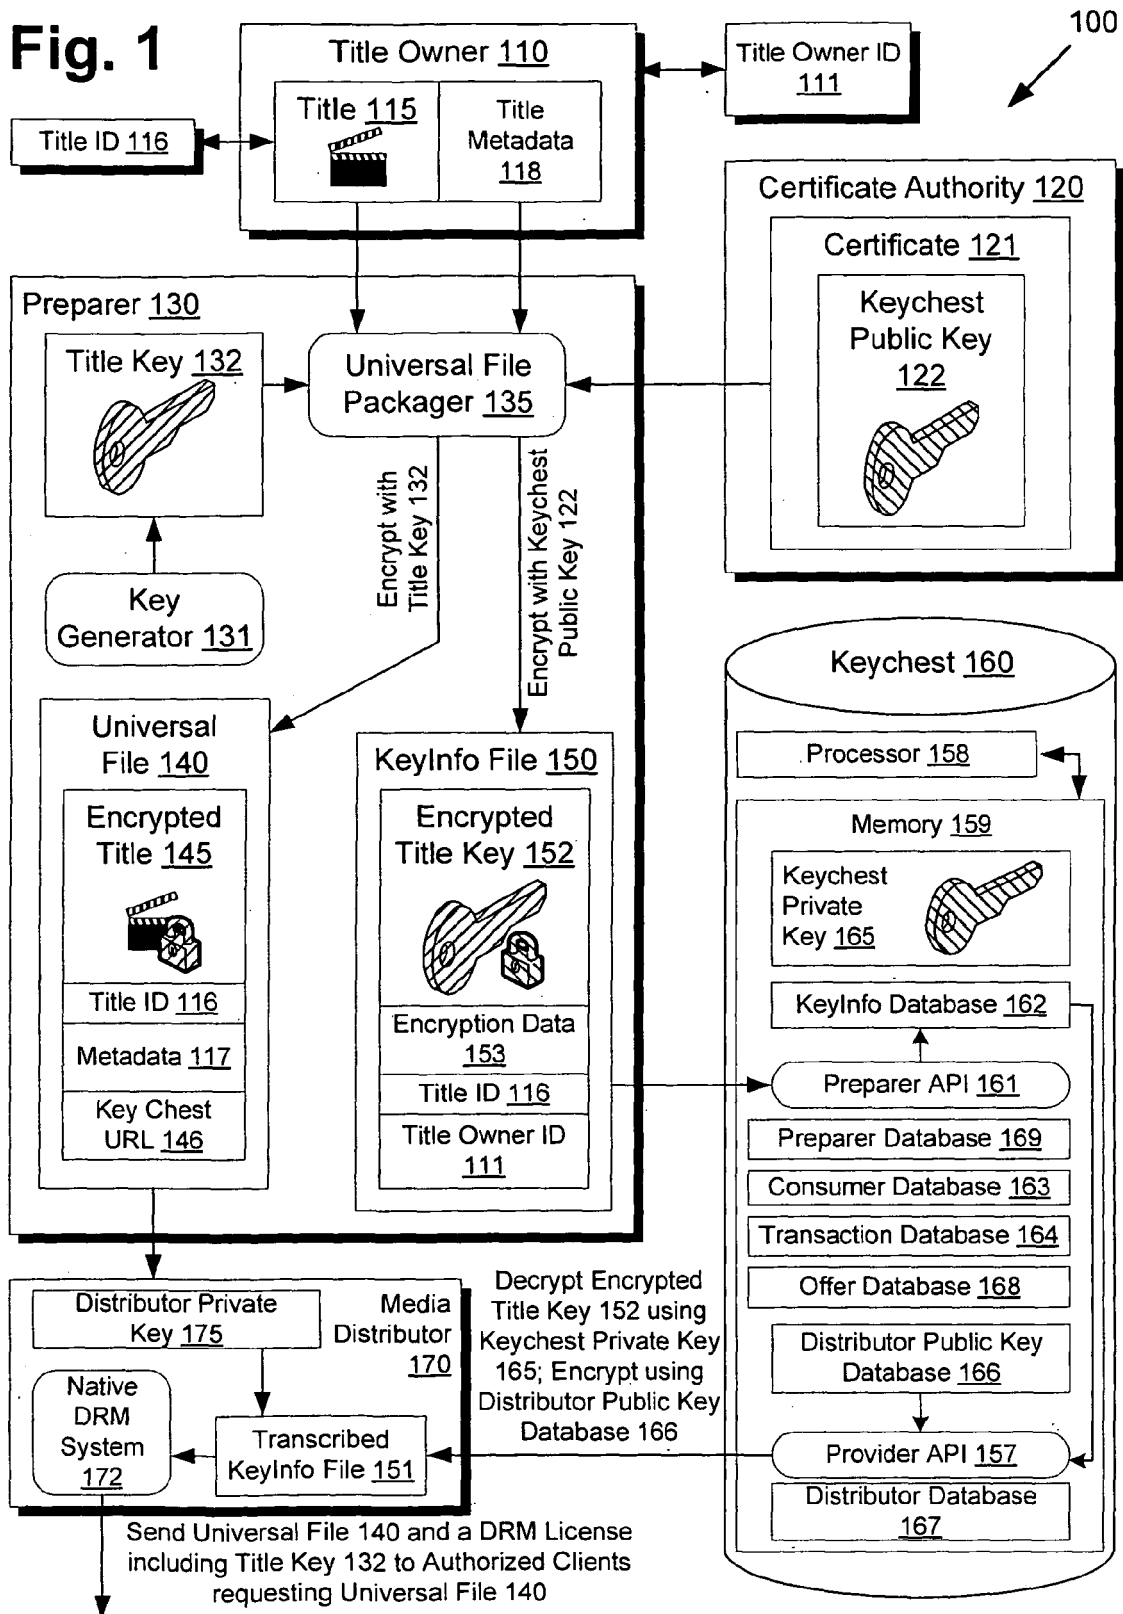 Fig. 1
100
Title Owner 110
Title Owner ID
111
Title ID 116
Title 115
Title
Metadata
118
Certificate Authority 120
Certificate 121
Keychest
Public Key
122
Preparer 130
Title Key 132
Universal File
Packager 135
Key
Generator 131
Encrypt with
Title Key 132
Encrypt with Keychest
Public Key 122
Universal
File 140
Encrypted
Title 145
Title ID 116
Metadata 117
Key Chest
URL 146
KeyInfo File 150
Encrypted
Title Key 152
Encryption Data
153
Title ID 116
Title Owner ID
111
Keychest 160
Processor 158
Memory 159
Keychest
Private
Key 165
KeyInfo Database 162
Preparer API 161
Preparer Database 169
Consumer Database 163
Transaction Database 164
Offer Database 168
Distributor Public Key
Database 166
Provider API 157
Distributor Database
167
Decrypt Encrypted
Title Key 152 using
Keychest Private Key
165; Encrypt using
Distributor Public Key
Database 166
Distributor Private
Key 175
Media
Distributor
170
Native
DRM
System
172
Transcribed
KeyInfo File 151
Send Universal File 140 and a DRM License
including Title Key 132 to Authorized Clients
requesting Universal File 140